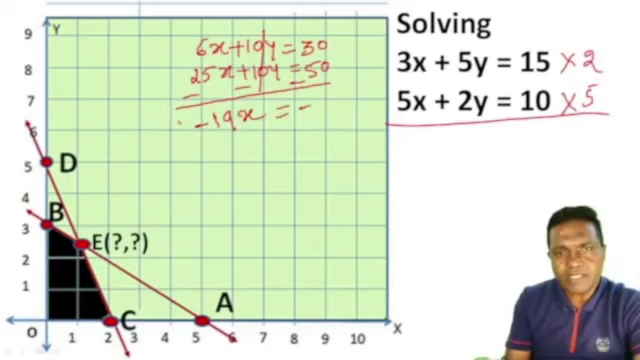 Solving
3x + 5y = 15 ×2
5x + 2y = 10 ×5
6x+10y=30
25x+10y=50
- - -
-19x = -
Y
9
8
7
6
5
4
3
2
1
D
B
E(?,?)
A
C
O
1 2 3 4 5 6 7 8 9 10
X